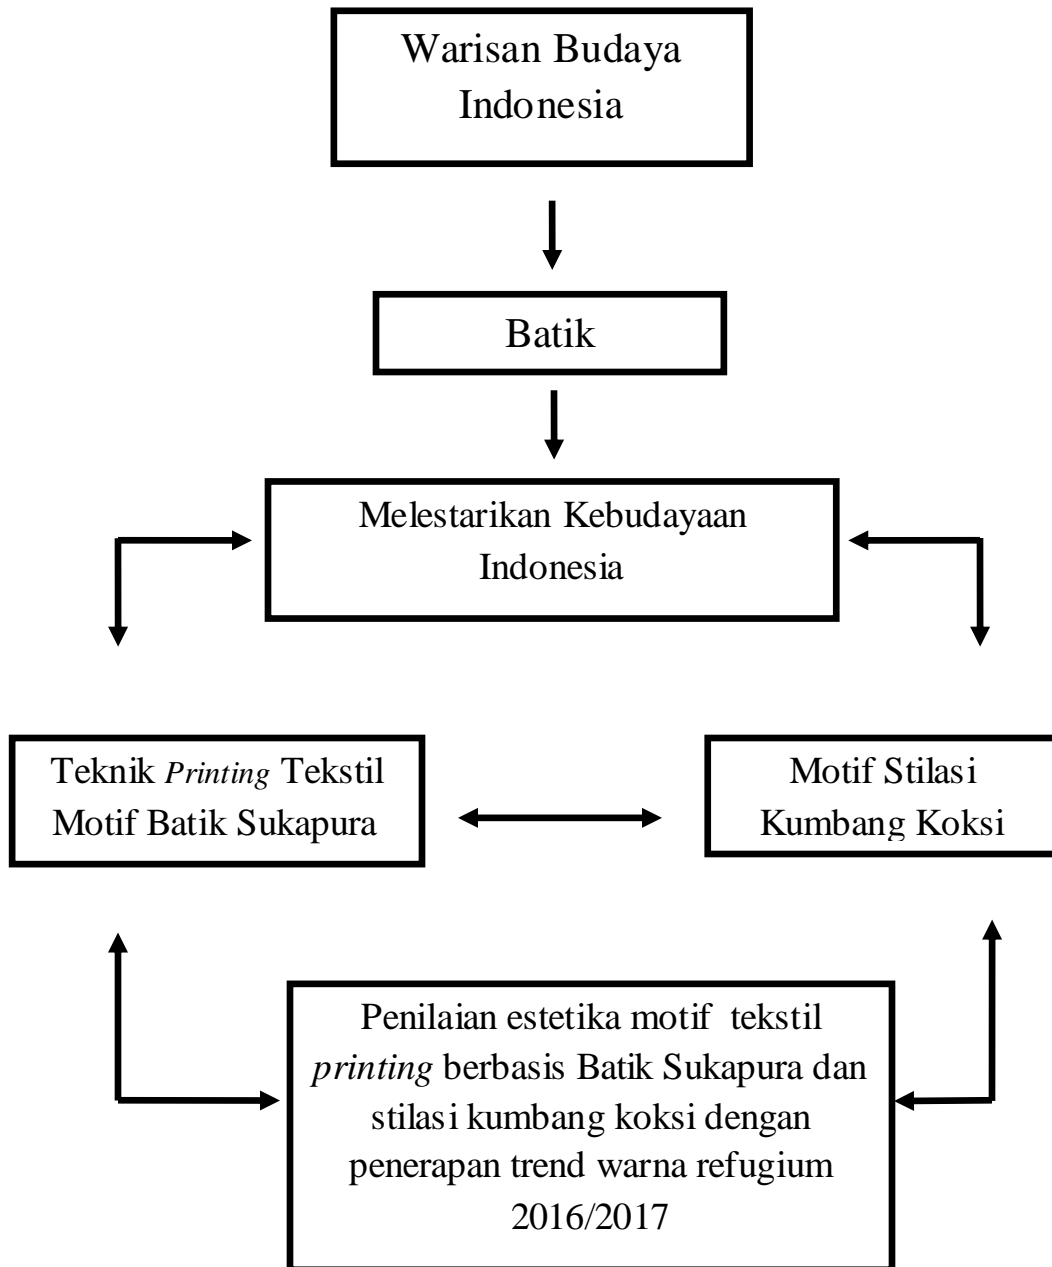 Warisan Budaya
Indonesia
Batik
Melestarikan Kebudayaan
Indonesia
Teknik Printing Tekstil
Motif Batik Sukapura
Motif Stilasi
Kumbang Koksi
Penilaian estetika motif tekstil
printing berbasis Batik Sukapura dan
stilasi kumbang koksi dengan
penerapan trend warna refugium
2016/2017